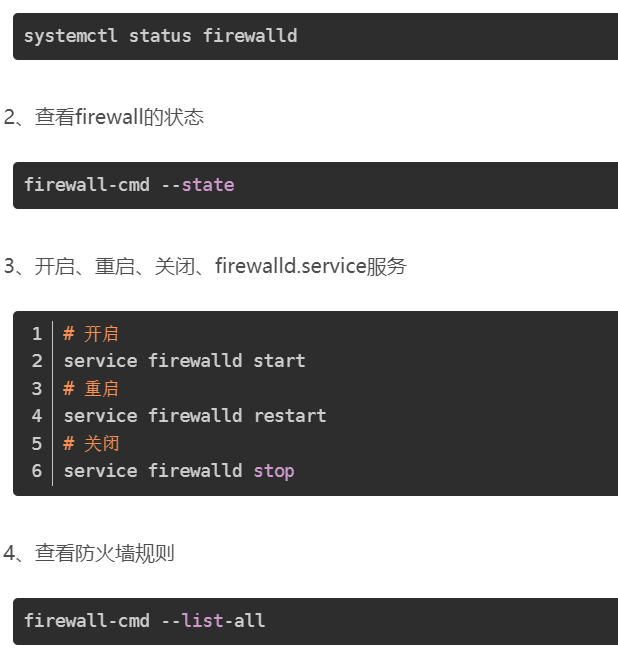 systemctl status firewalld
2、查看firewall的状态
firewall-cmd --state
3、开启、重启、关闭、firewalld.service服务
1 # 开启
2 service firewalld start
3 # 重启
4 service firewalld restart
5 # 关闭
6 service firewalld stop
4、查看防火墙规则
firewall-cmd --list-all